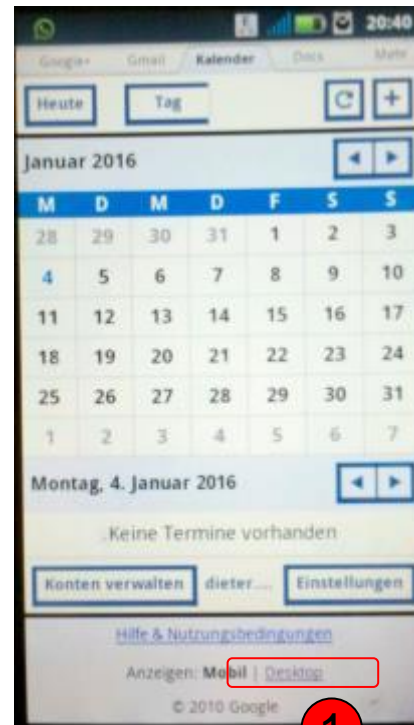 20:40
Google+ Gmail Kalender Docs Mehr
Heute Tag
Januar 2016
M D M D F S S
28 29 30 31 1 2 3
4 5 6 7 8 9 10
11 12 13 14 15 16 17
18 19 20 21 22 23 24
25 26 27 28 29 30 31
1 2 3 4 5 6 7
Montag, 4. Januar 2016
Keine Termine vorhanden
Konten verwalten dieter.... Einstellungen
Hilfe & Nutzungsbedingungen
Anzeigen: Mobil | Desktop
© 2010 Google
1